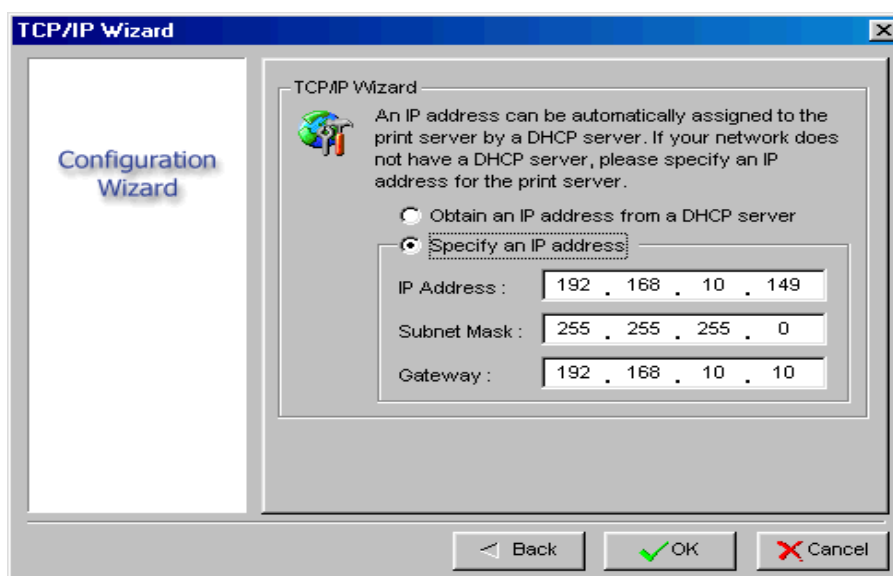 TCP/IP Wizard
Configuration
Wizard
TCP/IP Wizard
An IP address can be automatically assigned to the
print server by a DHCP server. If your network does
not have a DHCP server, please specify an IP
address for the print server.
Obtain an IP address from a DHCP server
Specify an IP address
IP Address : 192 . 168 . 10 . 149
Subnet Mask : 255 . 255 . 255 . 0
Gateway : 192 . 168 . 10 . 10
Back
OK
Cancel